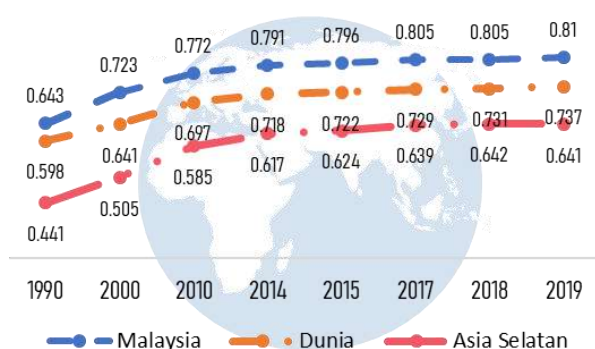 0.643 0.723 0.772 0.791 0.796 0.805 0.805 0.81
0.598 0.641 0.697 0.718 0.722 0.729 0.731 0.737
0.441 0.505 0.585 0.617 0.624 0.639 0.642 0.641
1990 2000 2010 2014 2015 2017 2018 2019
Malaysia Dunia Asia Selatan